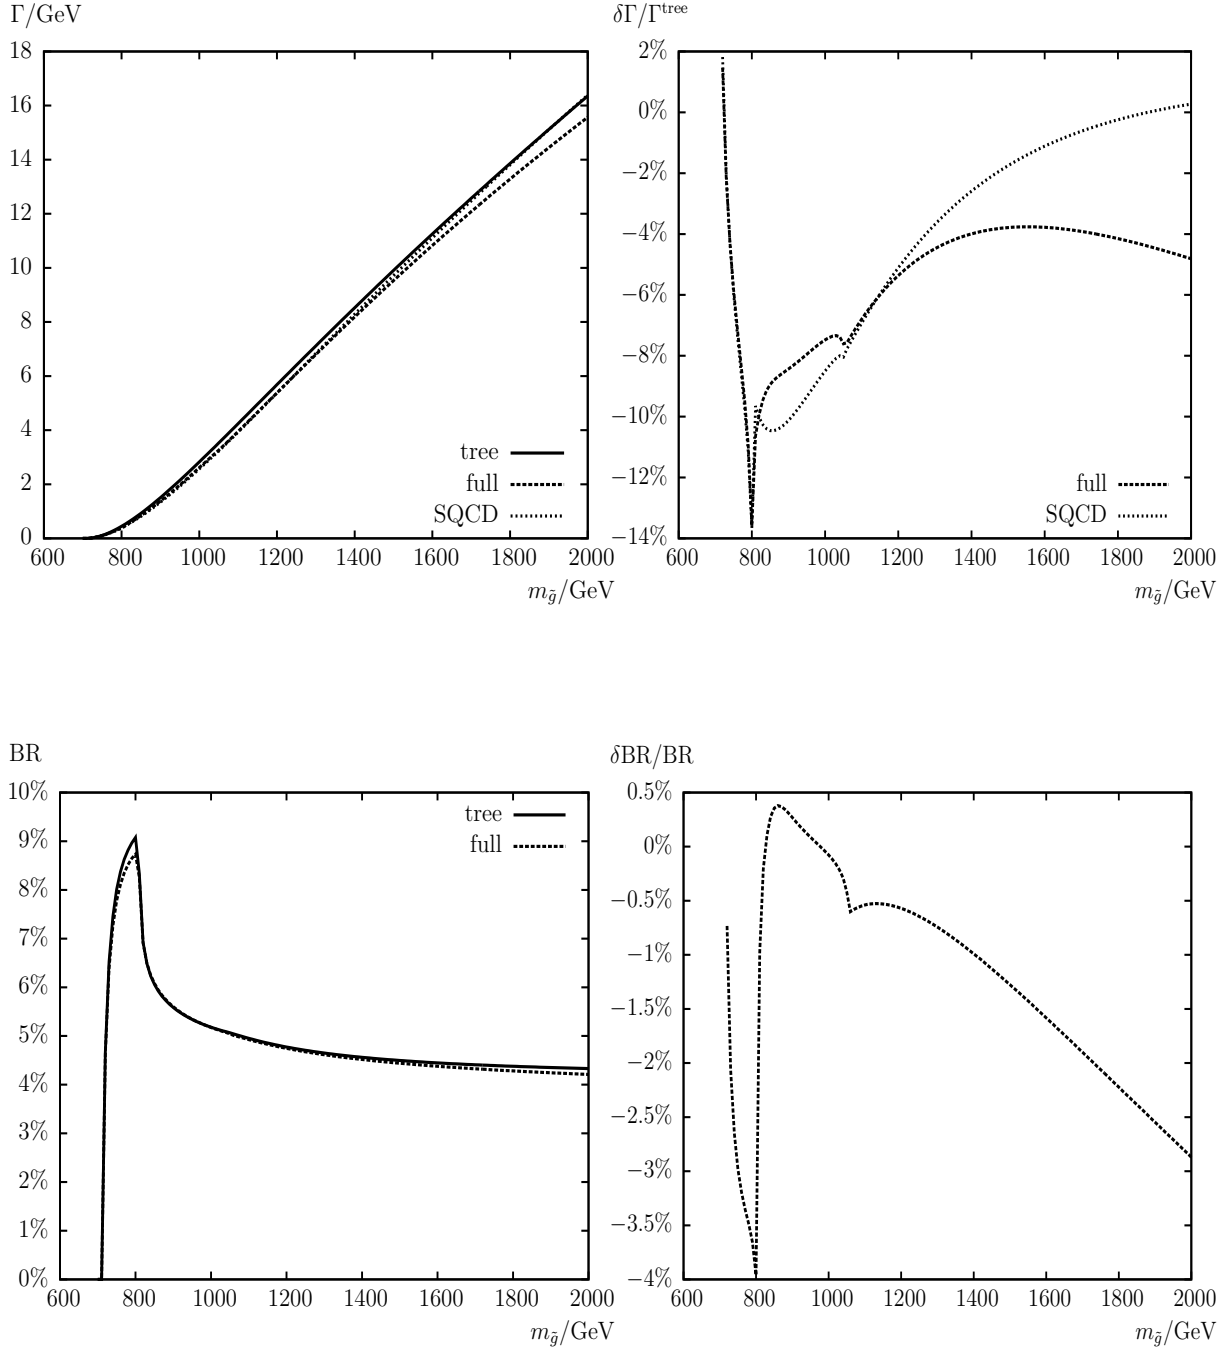 Γ/GeV
18
16
14
12
10
8
6
4
2
0
tree
full
SQCD
600 800 1000 1200 1400 1600 1800 2000
m_g̃/GeV
δΓ/Γ^tree
2%
0%
−2%
−4%
−6%
−8%
−10%
−12%
−14%
full
SQCD
600 800 1000 1200 1400 1600 1800 2000
m_g̃/GeV
BR
10%
9%
8%
7%
6%
5%
4%
3%
2%
1%
0%
tree
full
600 800 1000 1200 1400 1600 1800 2000
m_g̃/GeV
δBR/BR
0.5%
0%
−0.5%
−1%
−1.5%
−2%
−2.5%
−3%
−3.5%
−4%
600 800 1000 1200 1400 1600 1800 2000
m_g̃/GeV